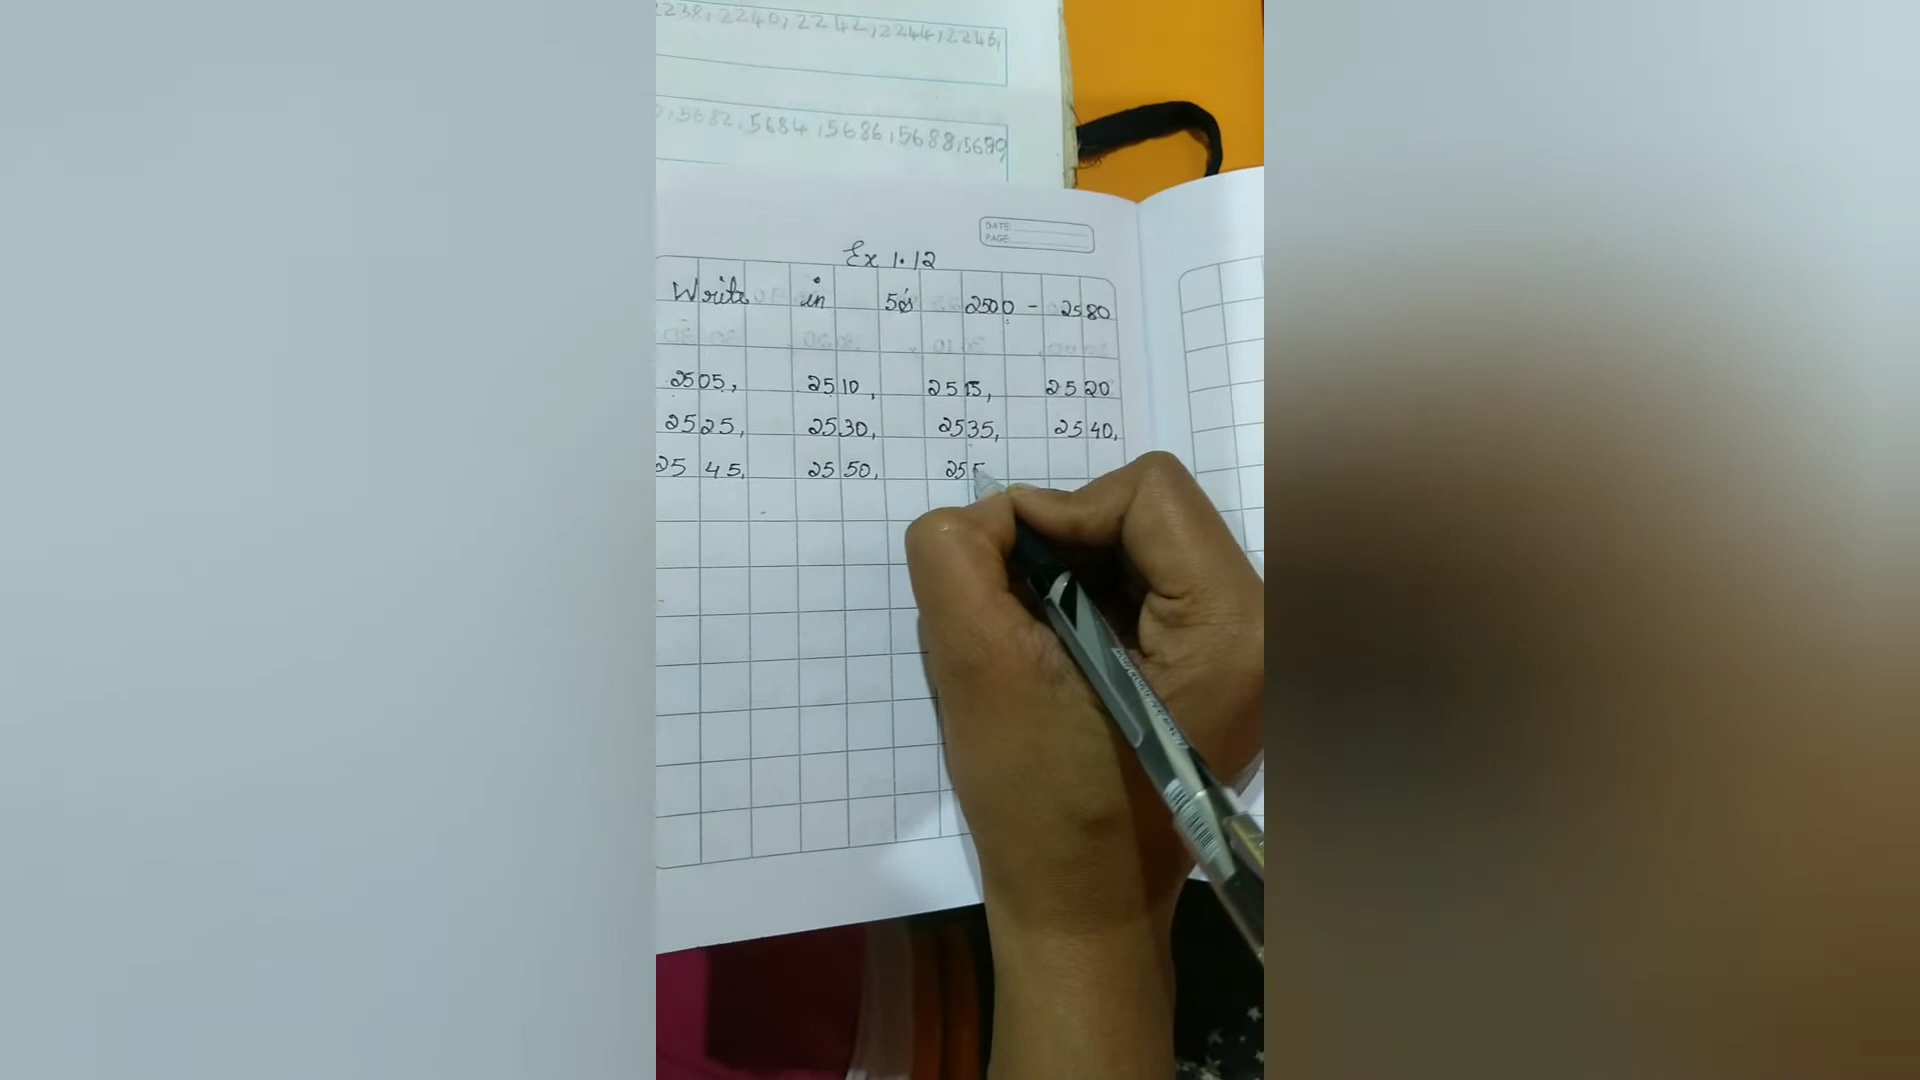 2238, 2240, 2242, 2244, 2246,
, 5682, 5684, 5686, 5688, 5690,
DATE:
PAGE:
Ex 1.12
Write in 5's 2500 - 2580
2505, 2510, 2515, 2520
2525, 2530, 2535, 2540,
2545, 2550, 255